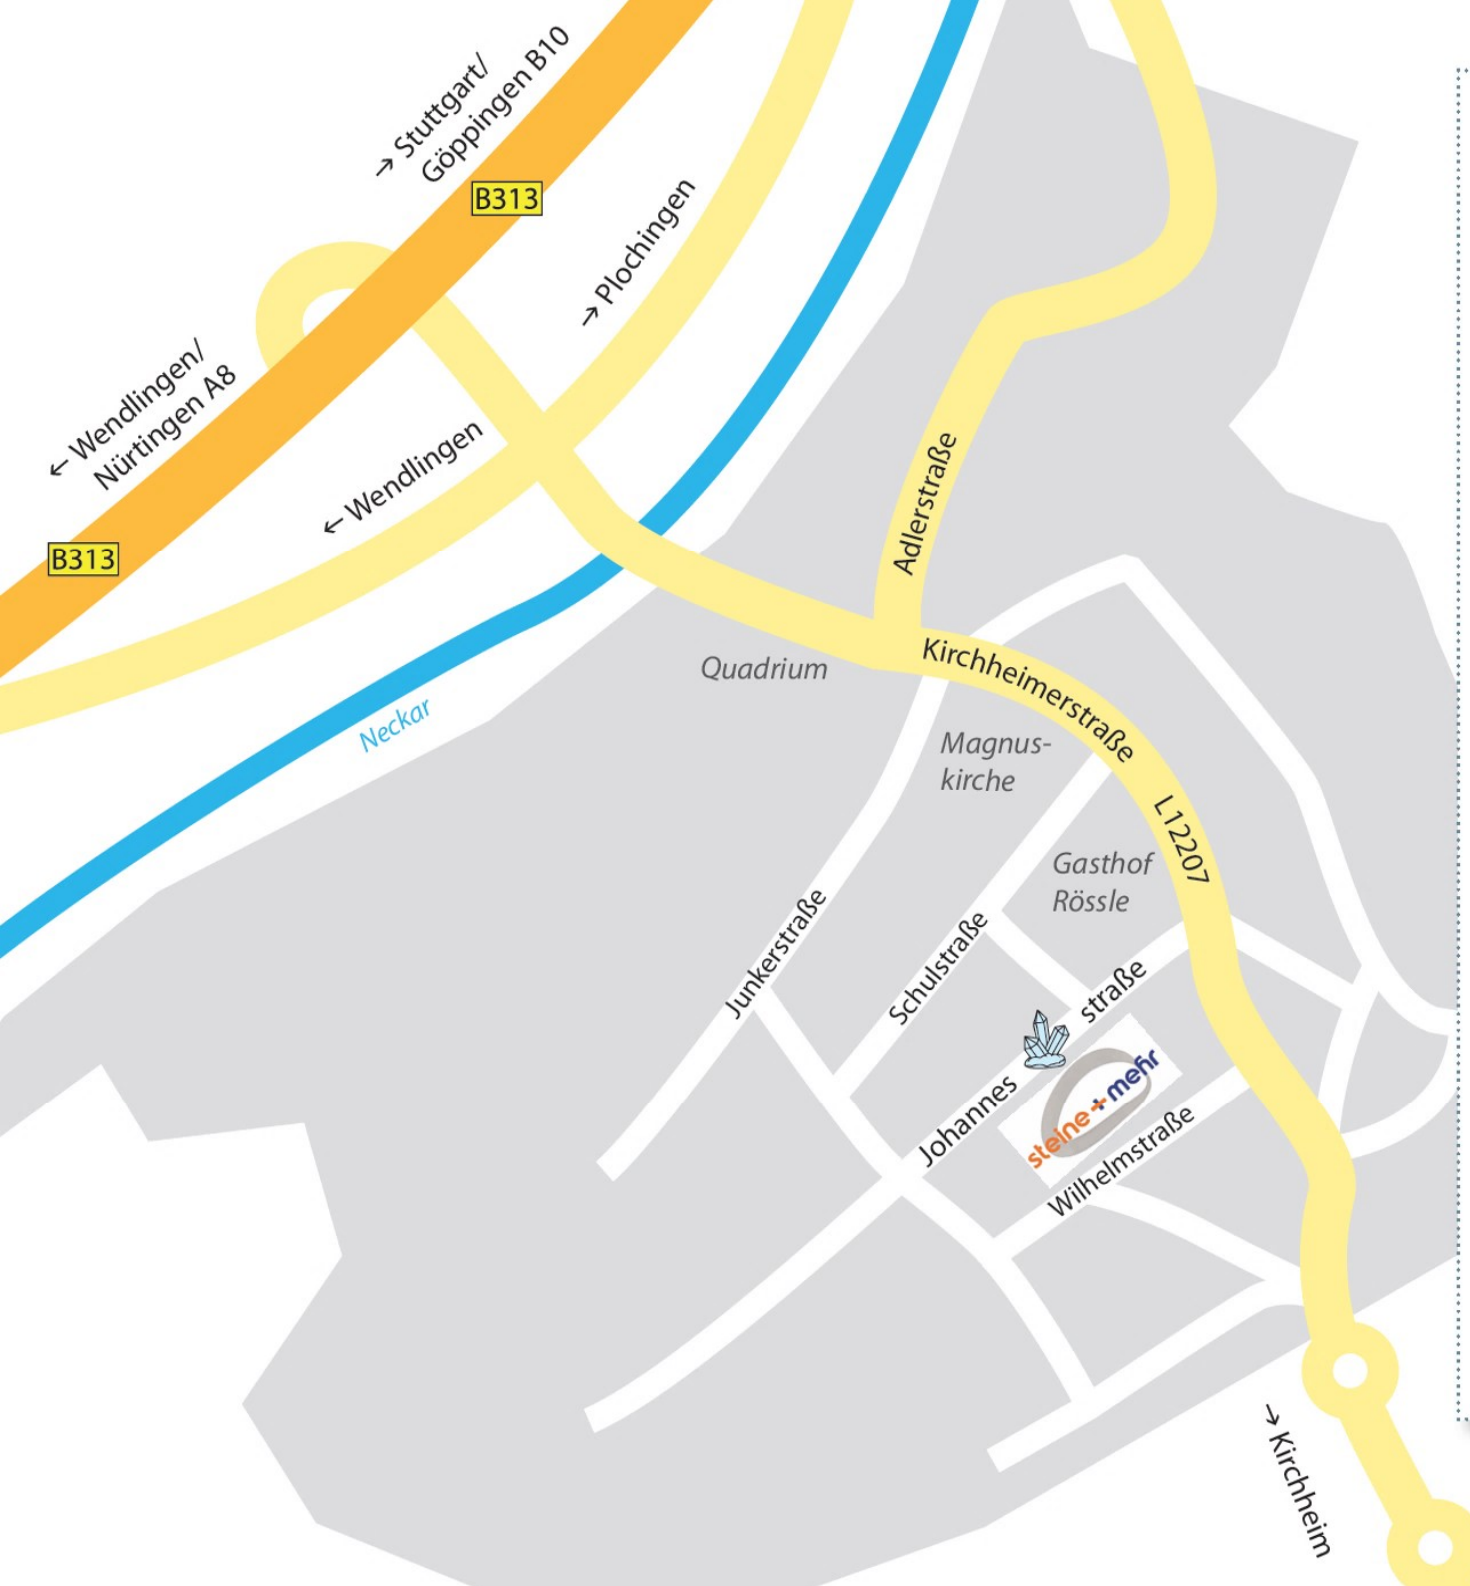 → Stuttgart/
Göppingen B10
B313
→ Plochingen
← Wendlingen/
Nürtingen A8
← Wendlingen
B313
Adlerstraße
Kirchheimerstraße
Quadrium
Neckar
Magnus-
kirche
L12207
Gasthof
Rössle
Junkerstraße
Schulstraße
Johannes straße
steine+mehr
Wilhelmstraße
→ Kirchheim